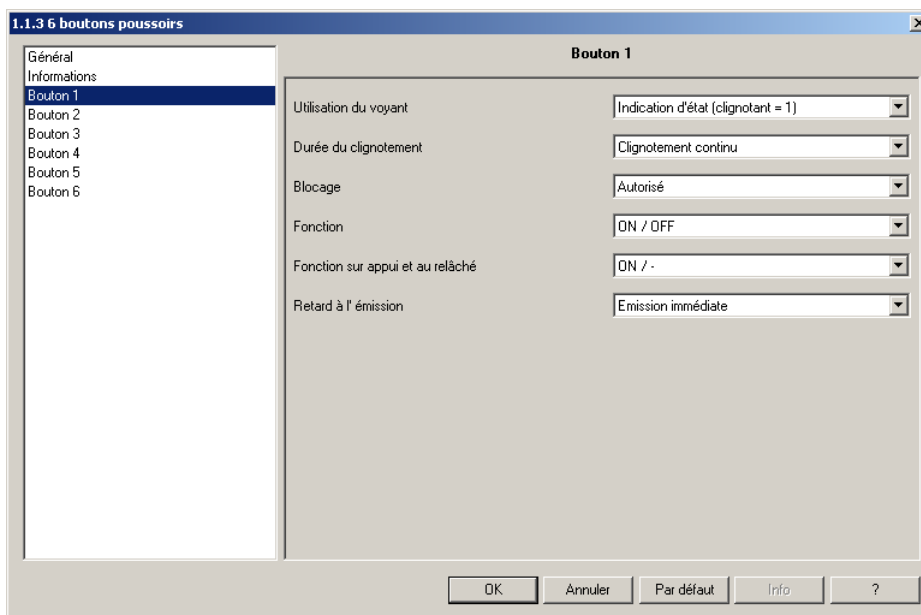 1.1.3 6 boutons poussoirs
Général
Informations
Bouton 1
Bouton 2
Bouton 3
Bouton 4
Bouton 5
Bouton 6
Bouton 1
Utilisation du voyant Indication d'état (clignotant = 1)
Durée du clignotement Clignotement continu
Blocage Autorisé
Fonction ON / OFF
Fonction sur appui et au relâché ON / -
Retard à l' émission Emission immédiate
OK Annuler Par défaut Info ?